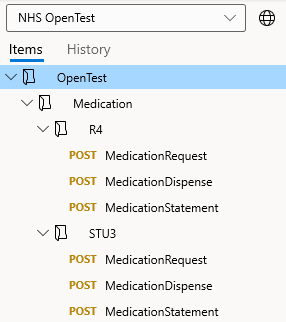 NHS OpenTest
Items History
OpenTest
Medication
R4
POST MedicationRequest
POST MedicationDispense
POST MedicationStatement
STU3
POST MedicationRequest
POST MedicationDispense
POST MedicationStatement